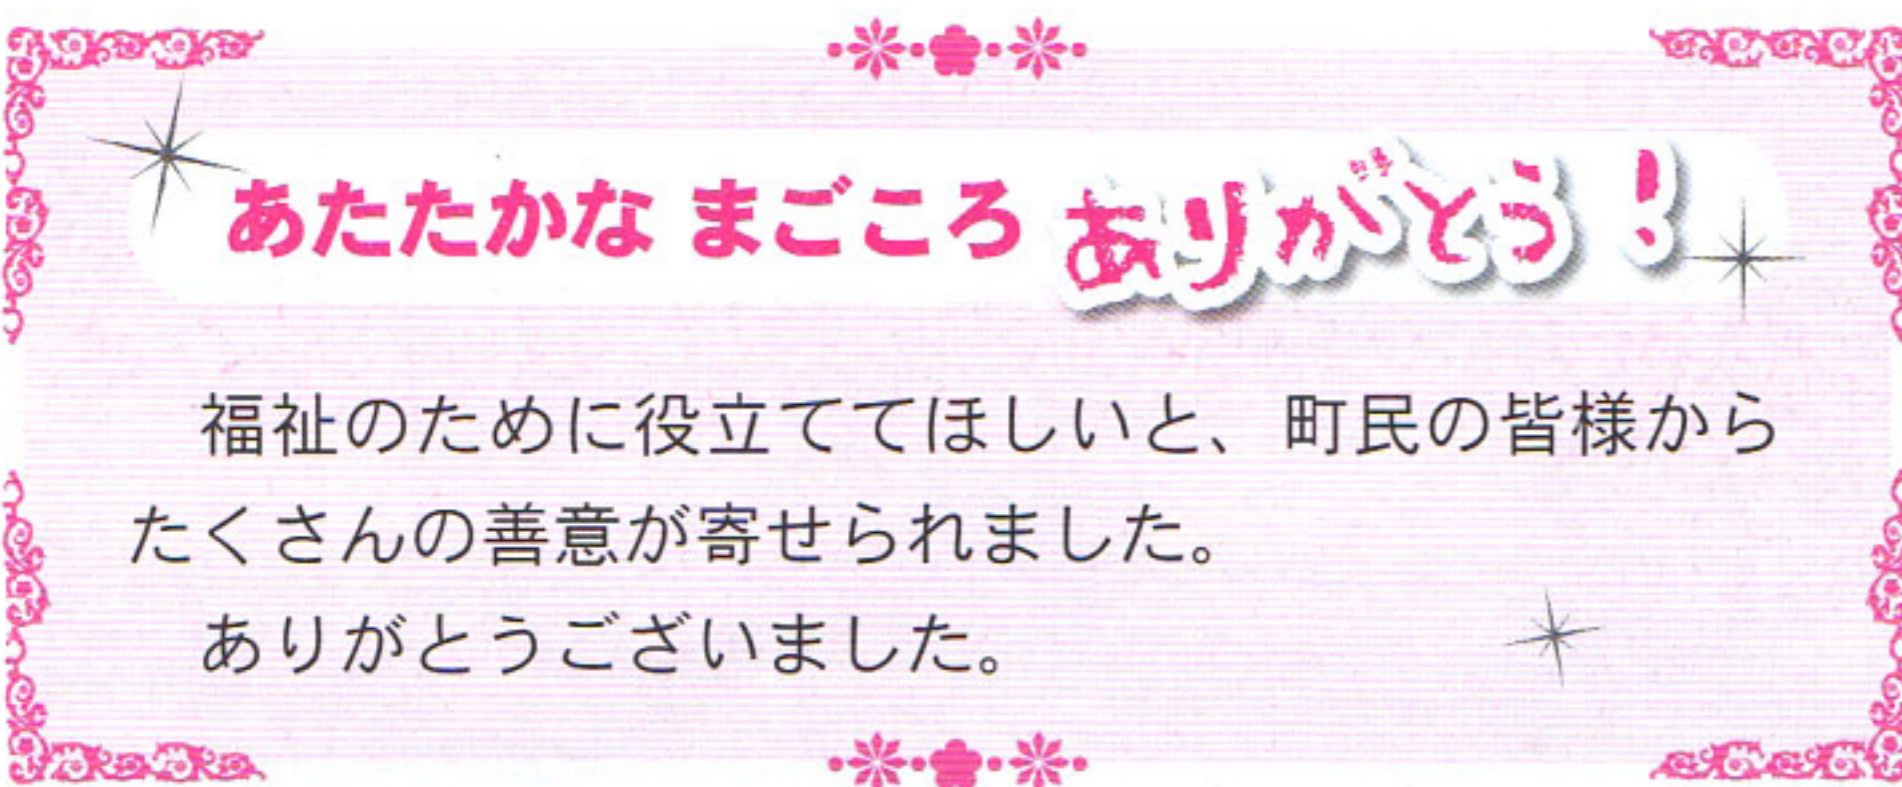 あたたかな まごころ ありがとう！
福祉のために役立ててほしいと、町民の皆様から
たくさんの善意が寄せられました。
ありがとうございました。